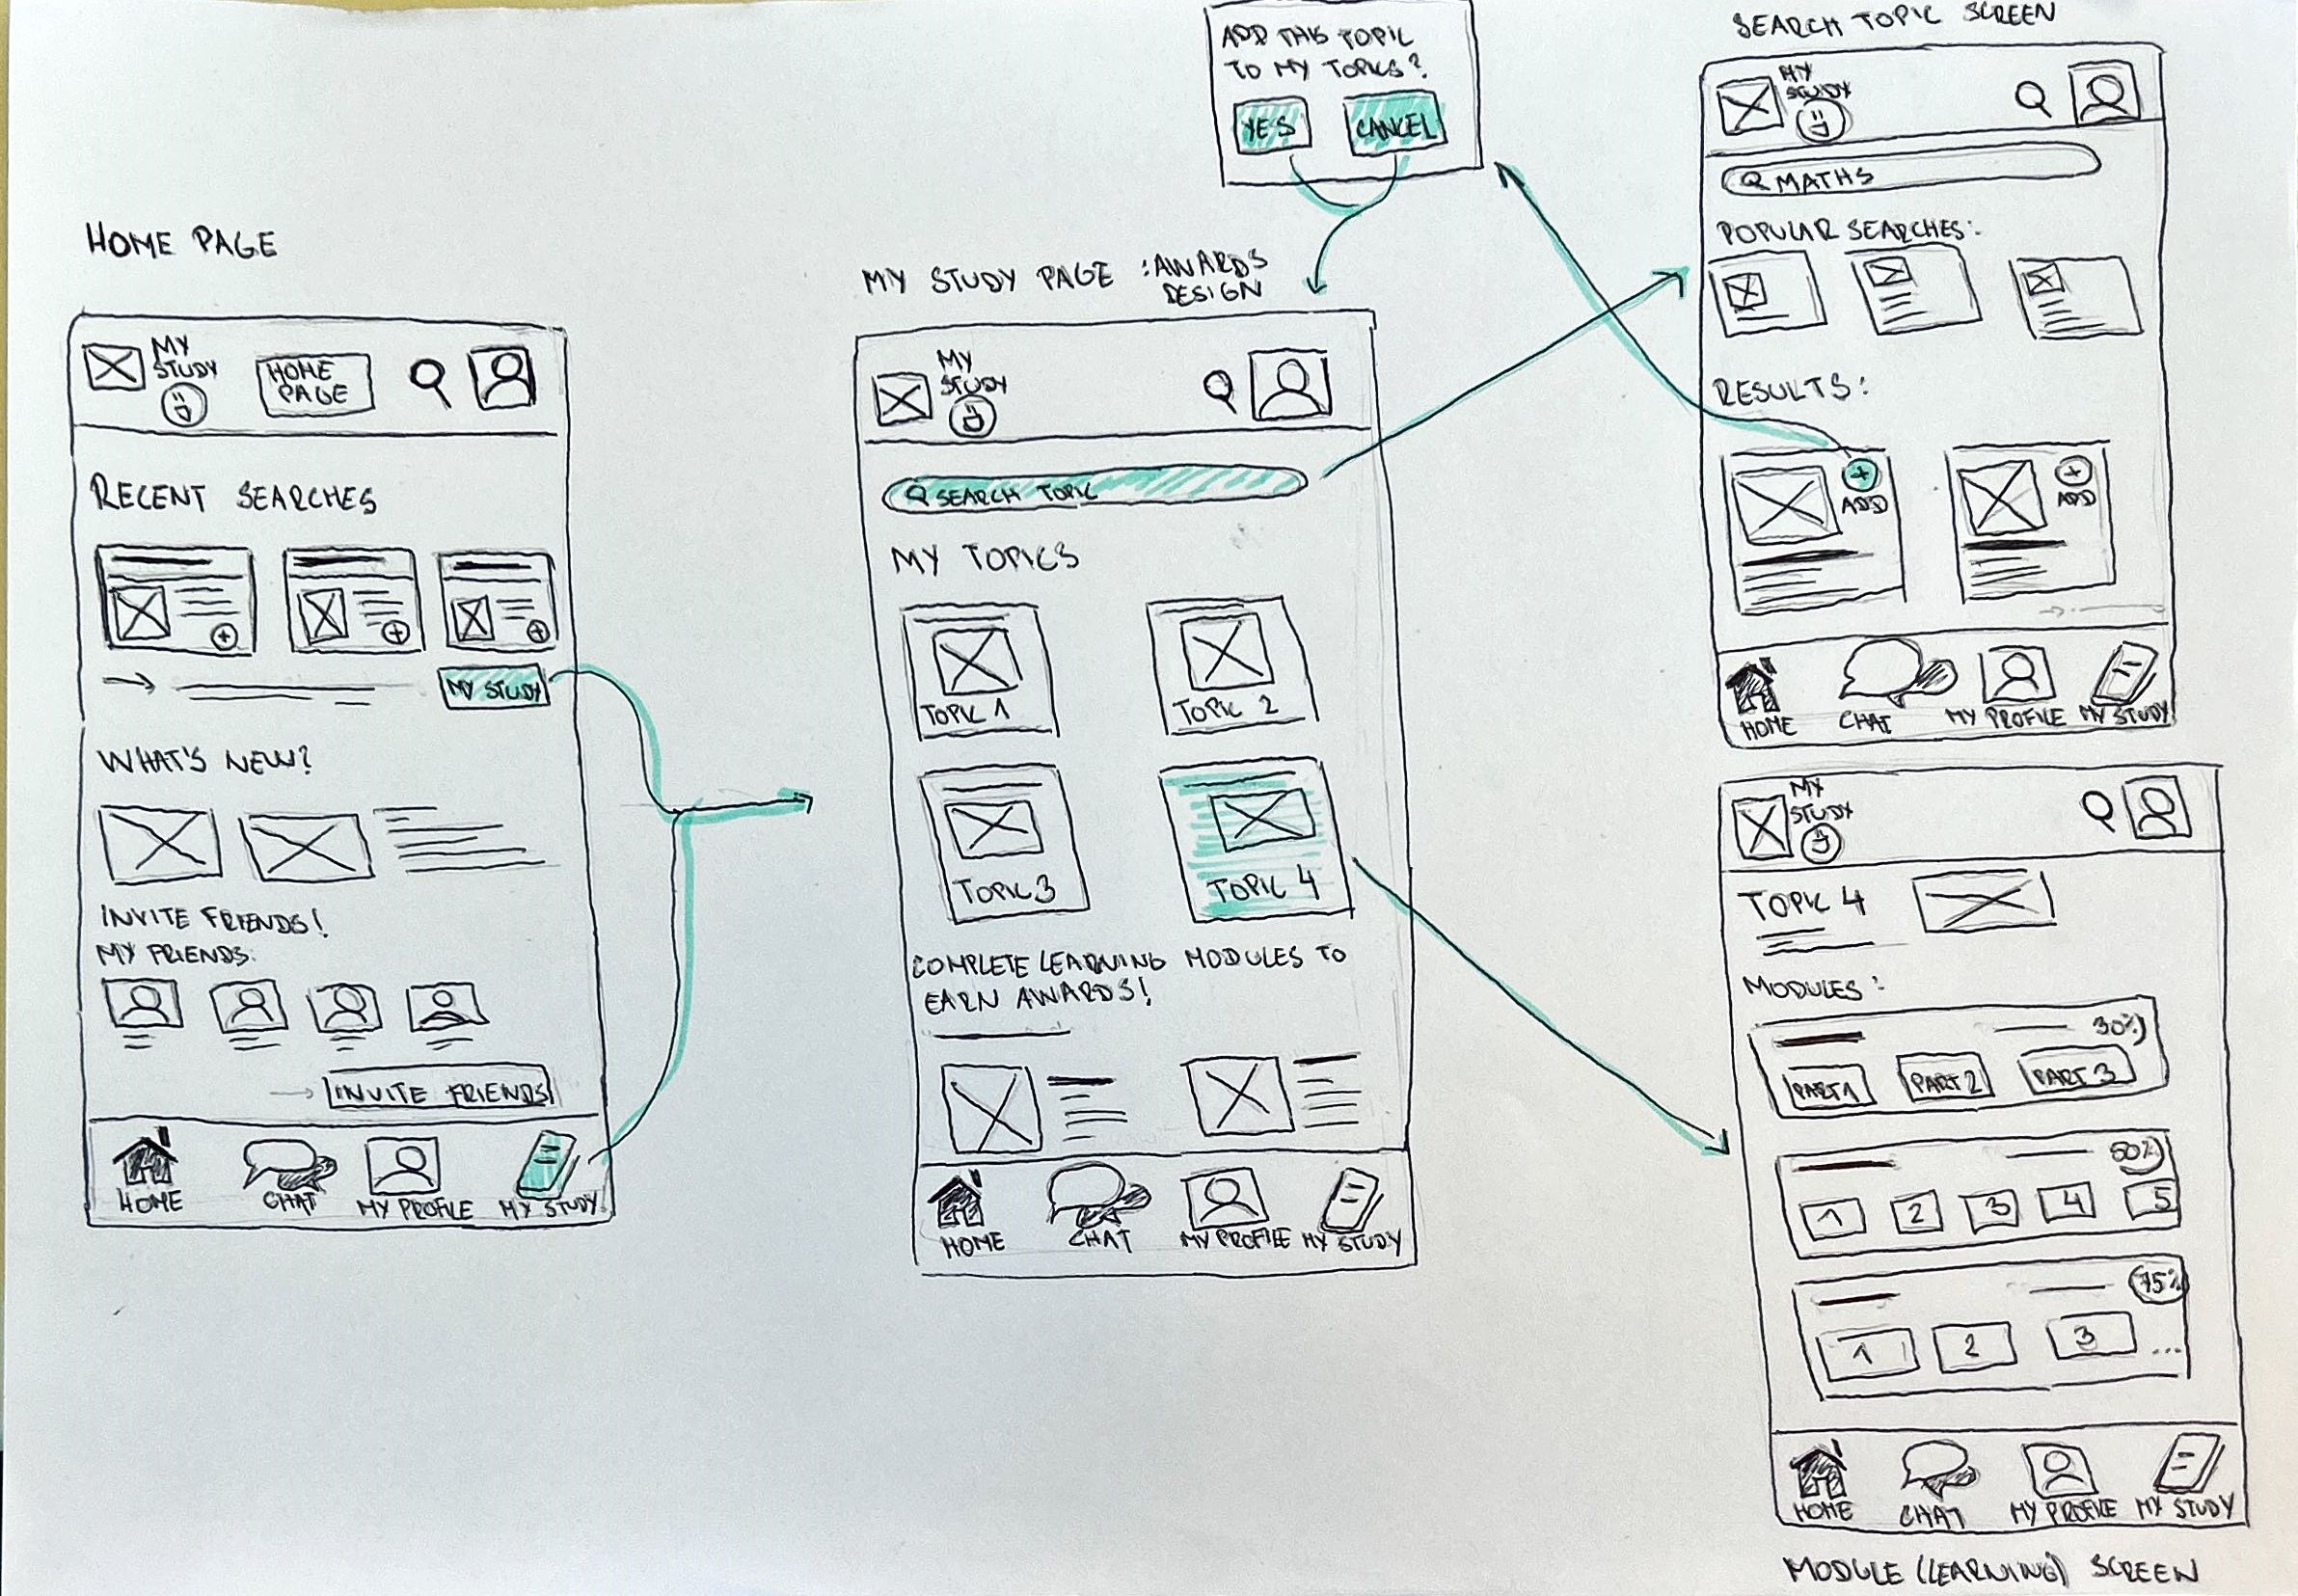 HOME PAGE
MY
STUDY
HOME
PAGE
RECENT SEARCHES
MY STUDY
WHAT'S NEW?
INVITE FRIENDS!
MY FRIENDS:
INVITE FRIENDS!
HOME
CHAT
MY PROFILE
MY STUDY
ADD THIS TOPIC
TO MY TOPICS?
YES
CANCEL
MY STUDY PAGE : AWARDS
DESIGN
MY
STUDY
SEARCH TOPIC
MY TOPICS
TOPIC 1
TOPIC 2
TOPIC 3
TOPIC 4
COMPLETE LEARNING MODULES TO
EARN AWARDS!
HOME
CHAT
MY PROFILE
MY STUDY
SEARCH TOPIC SCREEN
MY
STUDY
MATHS
POPULAR SEARCHES:
RESULTS:
ADD
ADD
HOME
CHAT
MY PROFILE
MY STUDY
MY
STUDY
TOPIC 4
MODULES:
30%
PART 1
PART 2
PART 3
1
2
3
4
5
75%
1
2
3
...
HOME
CHAT
MY PROFILE
MY STUDY
MODULE (LEARNING) SCREEN